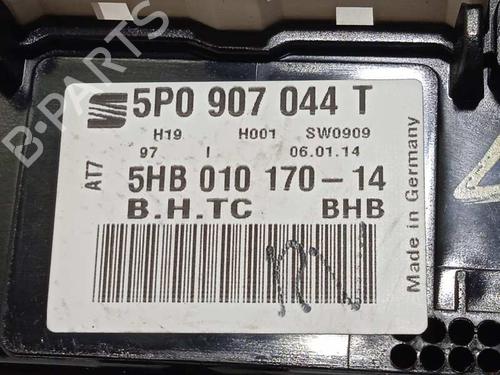 5P0 907 044 T
H19 H001 SW0909
97 I 06.01.14
AT7
5HB 010 170-14
B.H.TC BHB
Made in Germany
B-PARTS